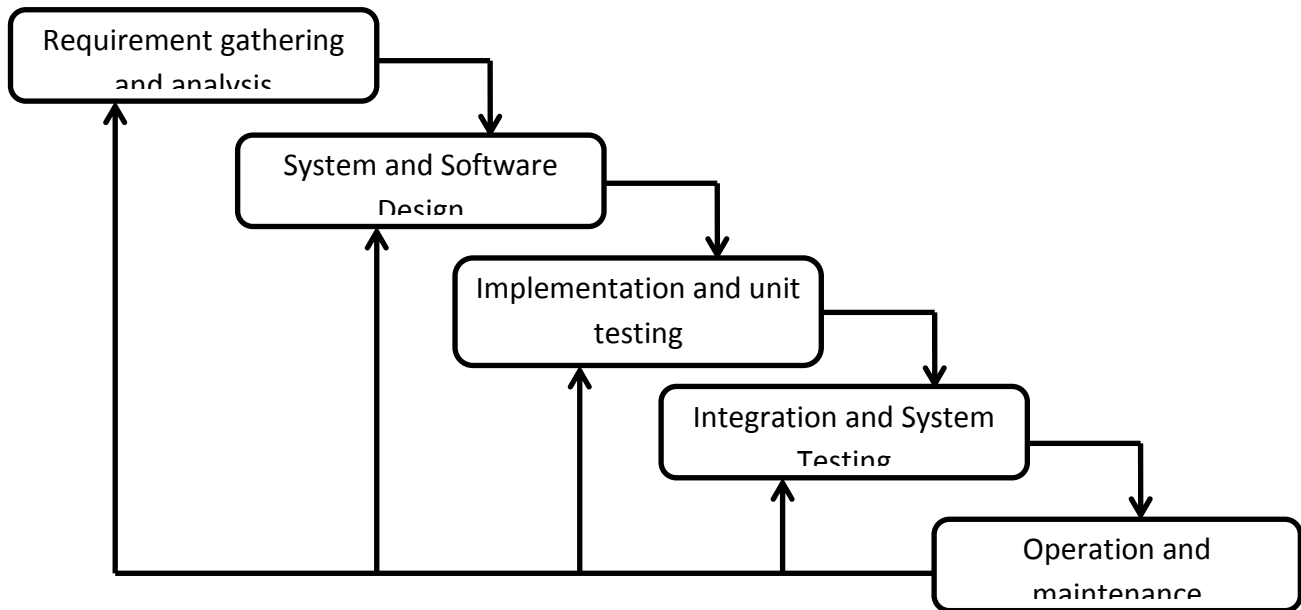 Requirement gathering
and analysis
System and Software
Design
Implementation and unit
testing
Integration and System
Testing
Operation and
maintenance